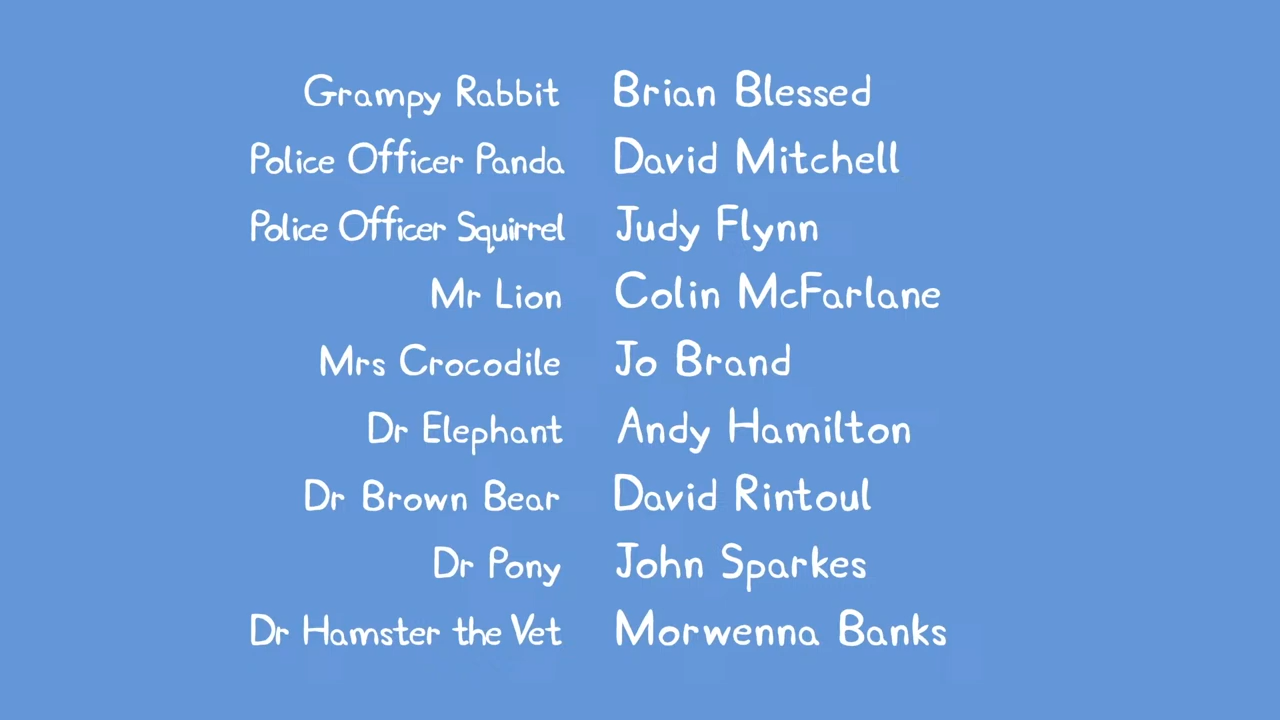 Grampy Rabbit Brian Blessed
Police Officer Panda David Mitchell
Police Officer Squirrel Judy Flynn
Mr Lion Colin McFarlane
Mrs Crocodile Jo Brand
Dr Elephant Andy Hamilton
Dr Brown Bear David Rintoul
Dr Pony John Sparkes
Dr Hamster the Vet Morwenna Banks